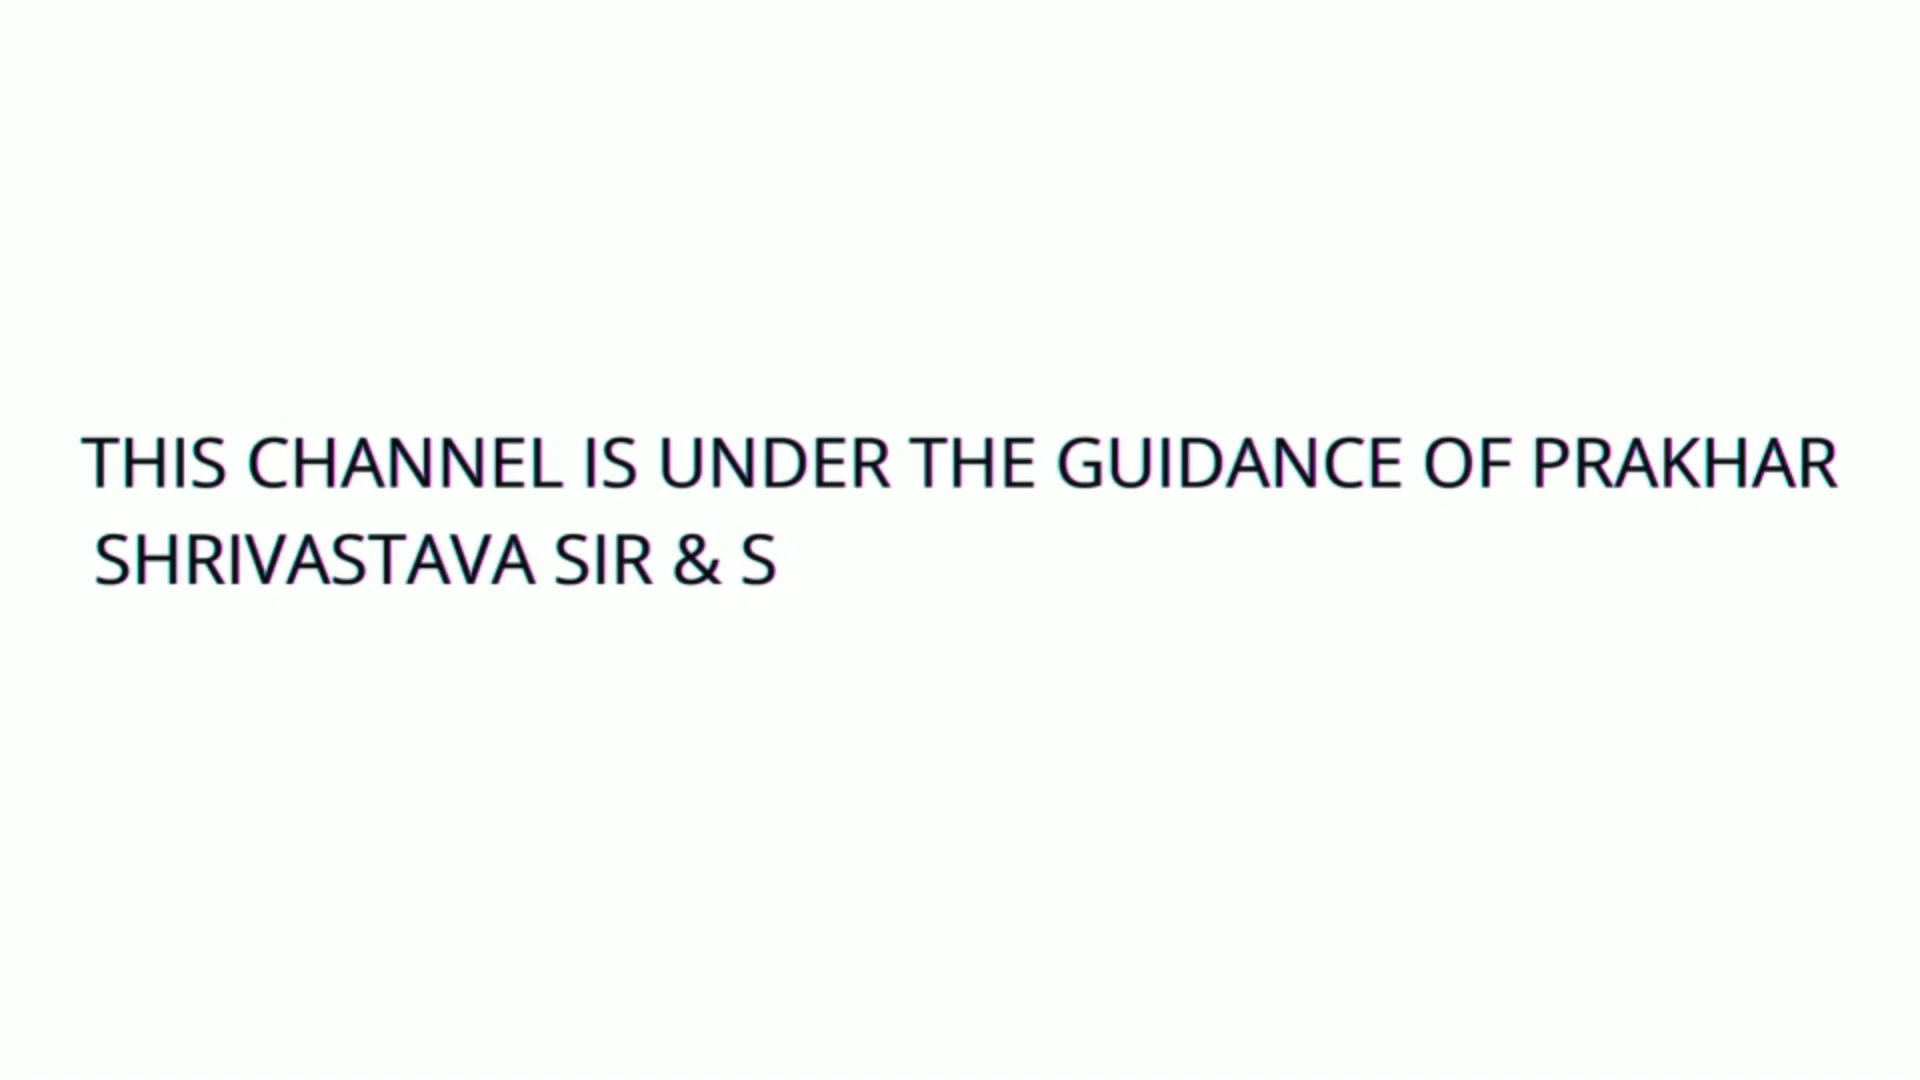 THIS CHANNEL IS UNDER THE GUIDANCE OF PRAKHAR
SHRIVASTAVA SIR & S